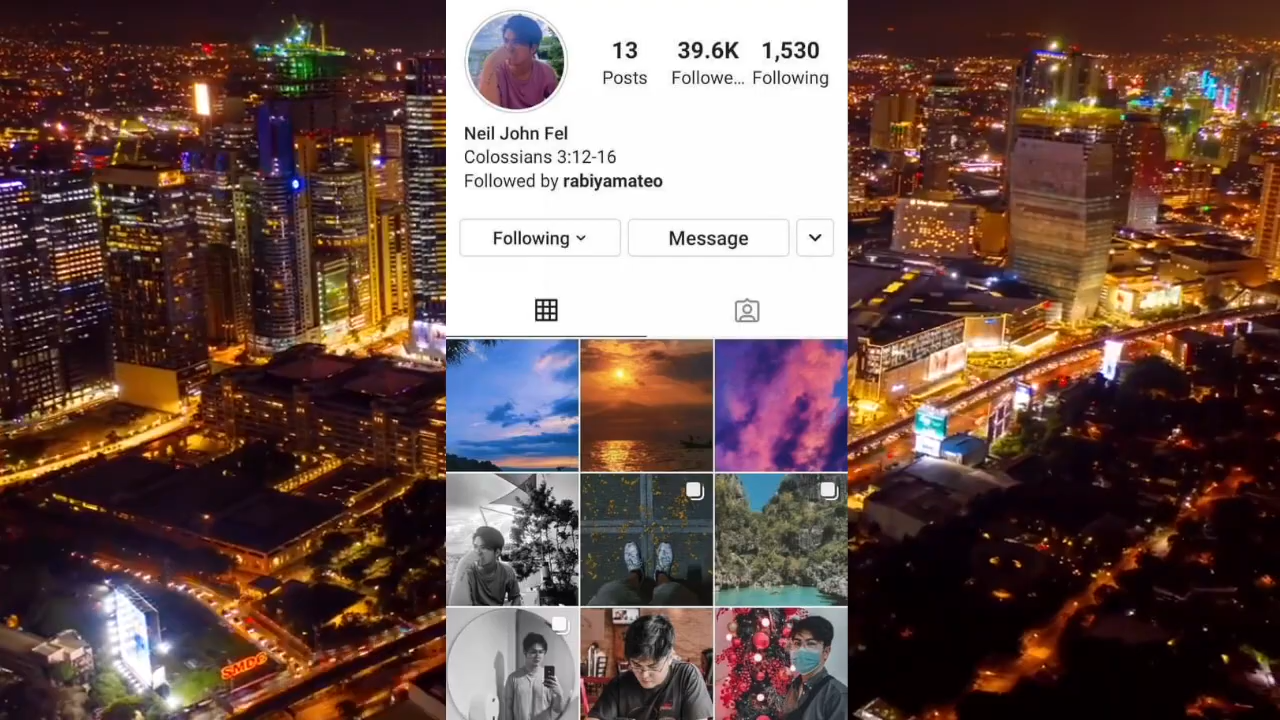 13 39.6K 1,530
Posts Followe... Following
Neil John Fel
Colossians 3:12-16
Followed by rabiyamateo
Following Message
SMDC